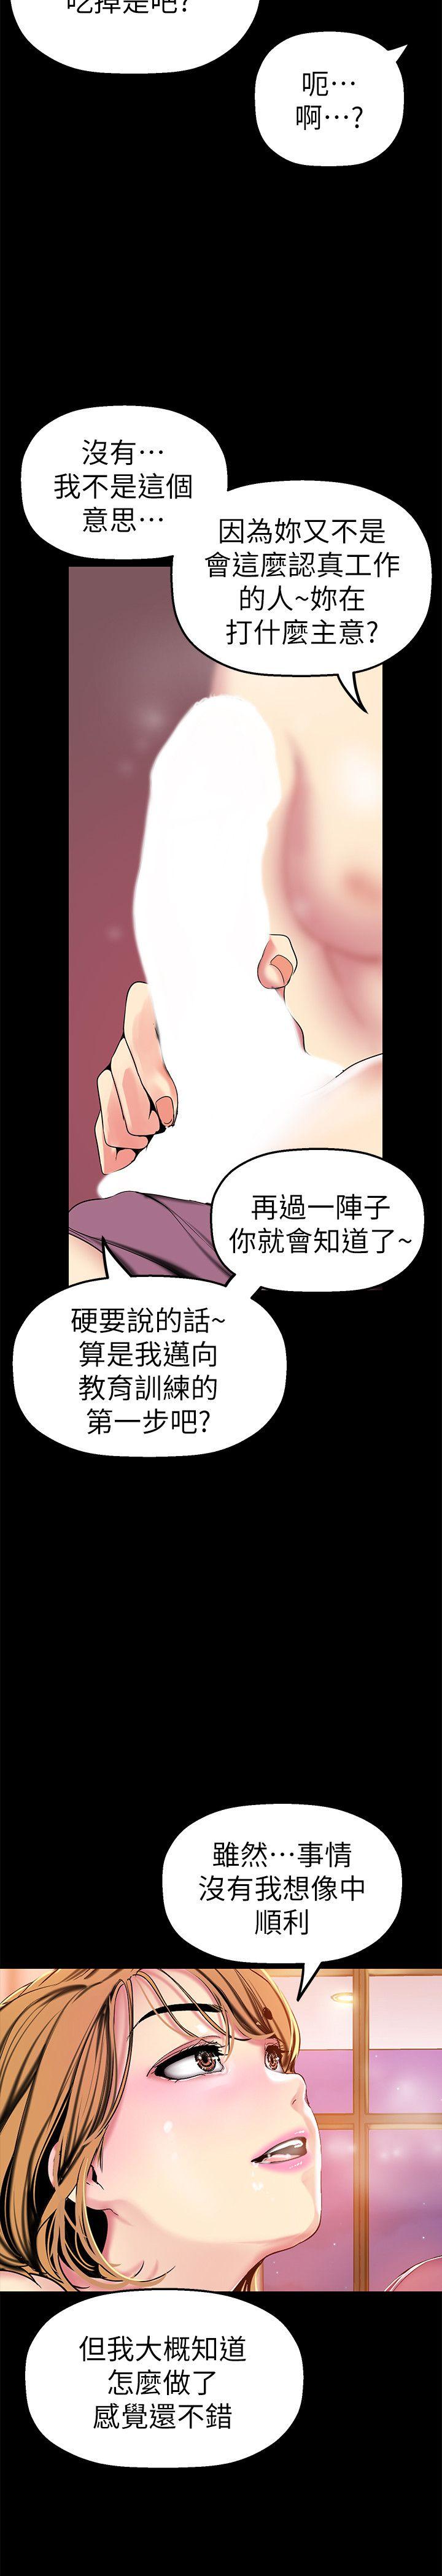 吃掉是吧?
呃⋯
啊⋯?
沒有⋯
我不是這個
意思⋯
因為妳又不是
會這麼認真工作
的人~妳在
打什麼主意?
再過一陣子
你就會知道了~
硬要說的話~
算是我邁向
教育訓練的
第一步吧?
雖然⋯事情
沒有我想像中
順利
但我大概知道
怎麼做了
感覺還不錯